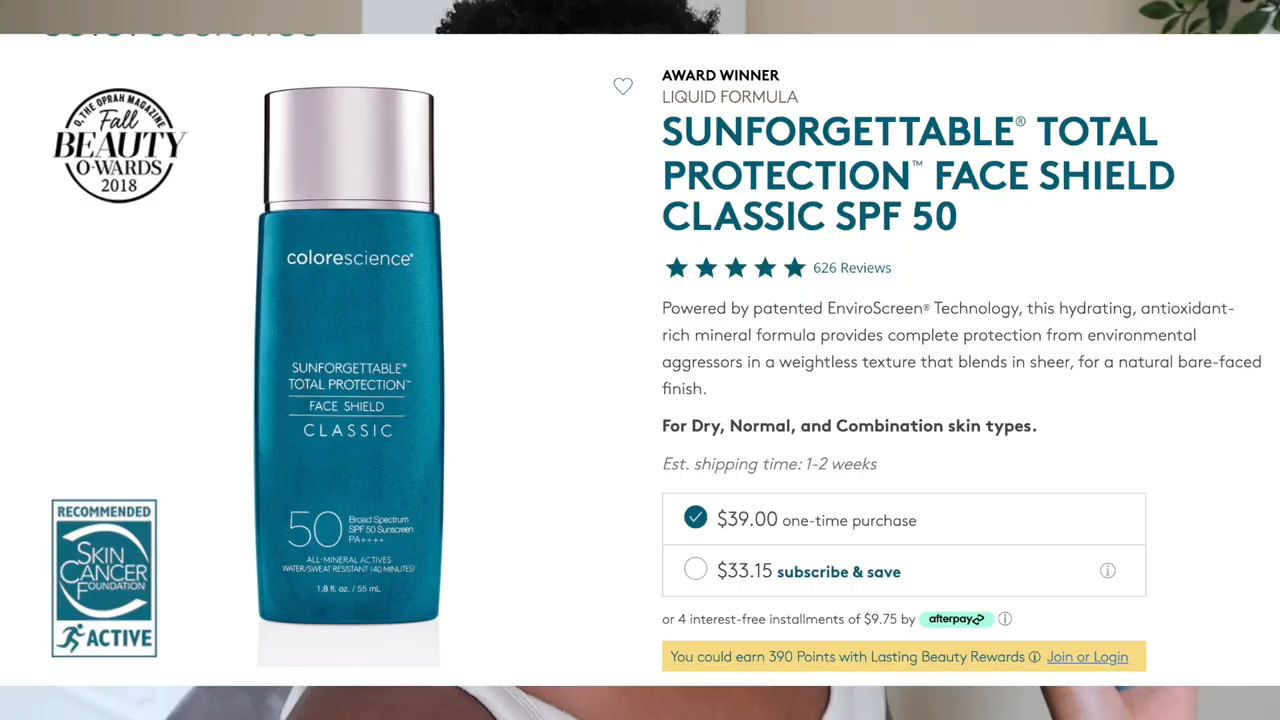 O, THE OPRAH MAGAZINE
Fall
BEAUTY
O-WARDS
2018
colorescience®
SUNFORGETTABLE®
TOTAL PROTECTION™
FACE SHIELD
CLASSIC
50
Broad Spectrum
SPF 50 Sunscreen
PA++++
ALL-MINERAL ACTIVES
WATER/SWEAT RESISTANT (40 MINUTES)
1.8 fl. oz. / 55 mL
RECOMMENDED
SKIN
CANCER
FOUNDATION
ACTIVE
AWARD WINNER
LIQUID FORMULA
SUNFORGETTABLE® TOTAL
PROTECTION™ FACE SHIELD
CLASSIC SPF 50
626 Reviews
Powered by patented EnviroScreen® Technology, this hydrating, antioxidant-
rich mineral formula provides complete protection from environmental
aggressors in a weightless texture that blends in sheer, for a natural bare-faced
finish.
For Dry, Normal, and Combination skin types.
Est. shipping time: 1-2 weeks
$39.00 one-time purchase
$33.15 subscribe & save
or 4 interest-free installments of $9.75 by afterpay
You could earn 390 Points with Lasting Beauty Rewards Join or Login